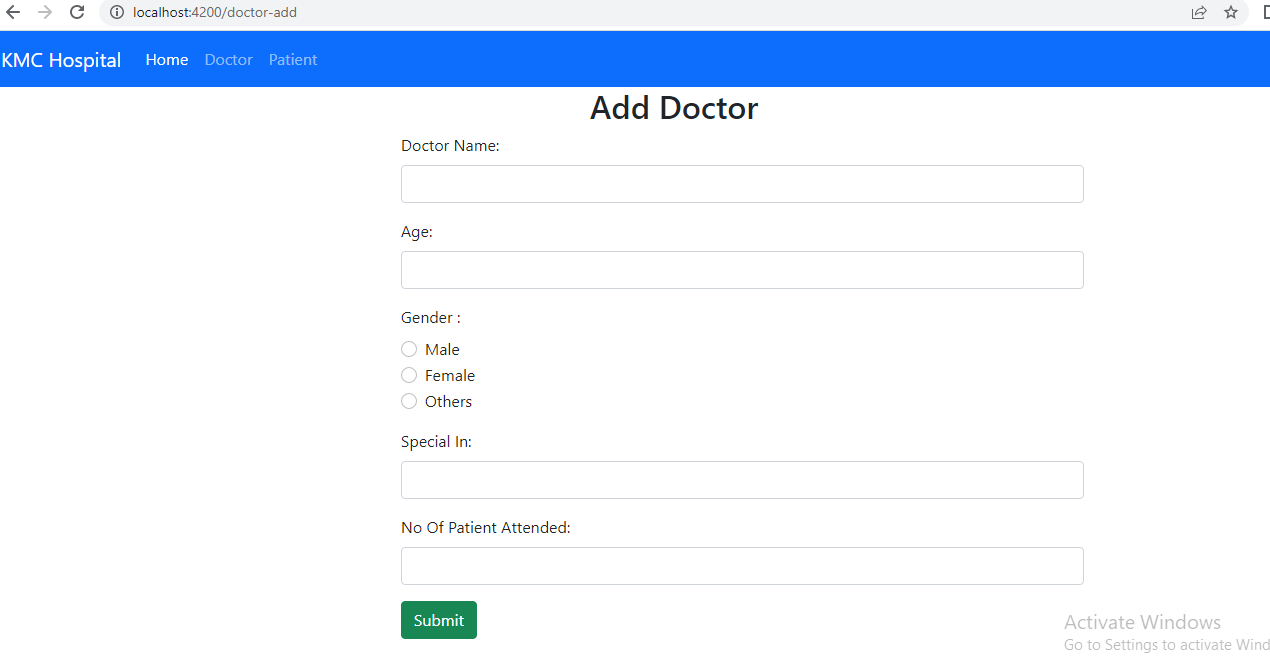 localhost:4200/doctor-add
KMC Hospital Home Doctor Patient
Add Doctor
Doctor Name:
Age:
Gender :
Male
Female
Others
Special In:
No Of Patient Attended:
Submit
Activate Windows
Go to Settings to activate Wind